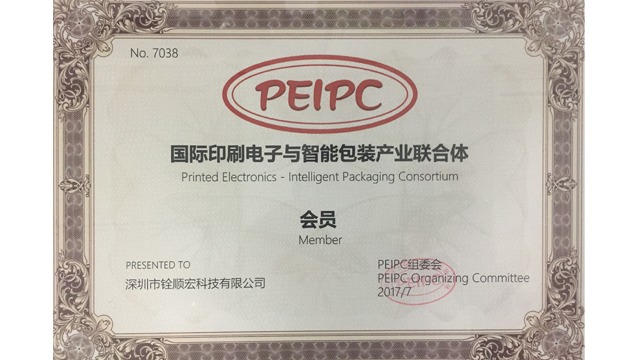 No. 7038
PEIPC
国际印刷电子与智能包装产业联合体
Printed Electronics - Intelligent Packaging Consortium
会员
Member
PRESENTED TO
深圳市铨顺宏科技有限公司
PEIPC组委会
PEIPC Organizing Committee
2017/7